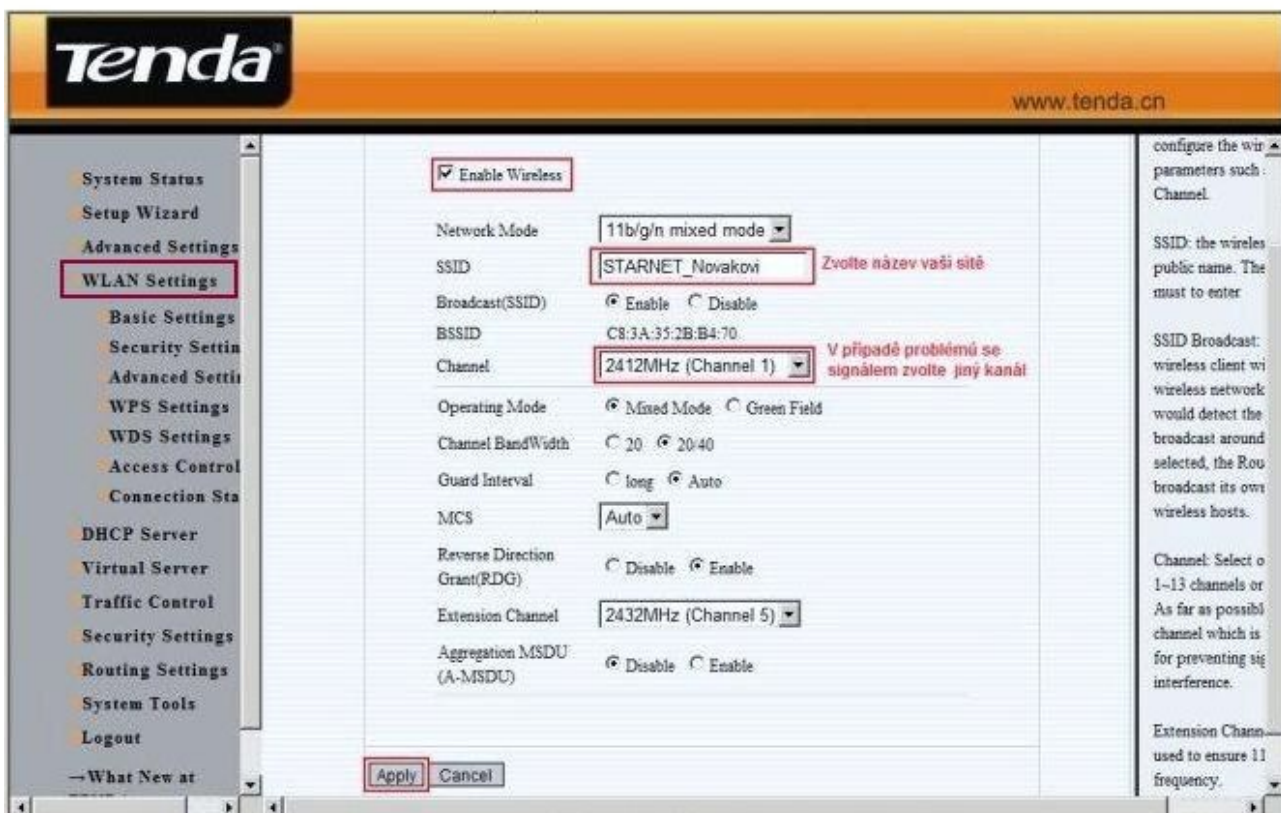 Tenda®
www.tenda.cn
System Status
Setup Wizard
Advanced Settings
WLAN Settings
Basic Settings
Security Settin
Advanced Settin
WPS Settings
WDS Settings
Access Control
Connection Sta
DHCP Server
Virtual Server
Traffic Control
Security Settings
Routing Settings
System Tools
Logout
→What New at
Enable Wireless
Network Mode 11b/g/n mixed mode
SSID STARNET_Novakovi Zvolte název vaši sítě
Broadcast(SSID) Enable Disable
BSSID C8:3A:35:2B:B4:70
Channel 2412MHz (Channel 1) V případě problémú se
signálem zvolte jiný kanál
Operating Mode Mixed Mode Green Field
Channel BandWidth 20 20/40
Guard Interval long Auto
MCS Auto
Reverse Direction
Grant(RDG) Disable Enable
Extension Channel 2432MHz (Channel 5)
Aggregation MSDU
(A-MSDU) Disable Enable
Apply Cancel
configure the wir
parameters such
Channel.
SSID: the wireles
public name. The
must to enter
SSID Broadcast:
wireless client wi
wireless network
would detect the
broadcast around
selected, the Rou
broadcast its own
wireless hosts.
Channel: Select o
1~13 channels or
As far as possibl
channel which is
for preventing sig
interference.
Extension Chann
used to ensure 11
frequency.